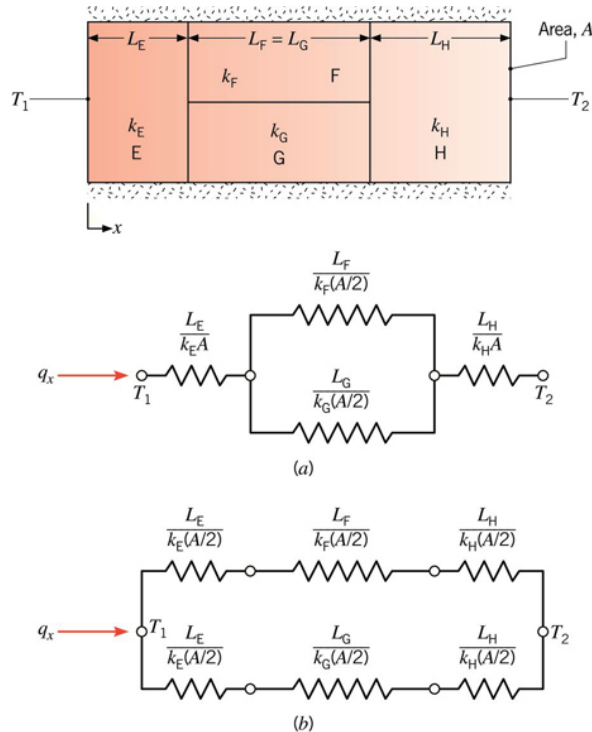 L_E L_F = L_G L_H Area, A
k_F F
T_1 T_2
k_E k_G k_H
E G H
x
L_F
k_F(A/2)
L_E L_H
k_EA k_HA
q_x
T_1 T_2
L_G
k_G(A/2)
(a)
L_E L_F L_H
k_E(A/2) k_F(A/2) k_H(A/2)
q_x T_1 T_2
L_E L_G L_H
k_E(A/2) k_G(A/2) k_H(A/2)
(b)